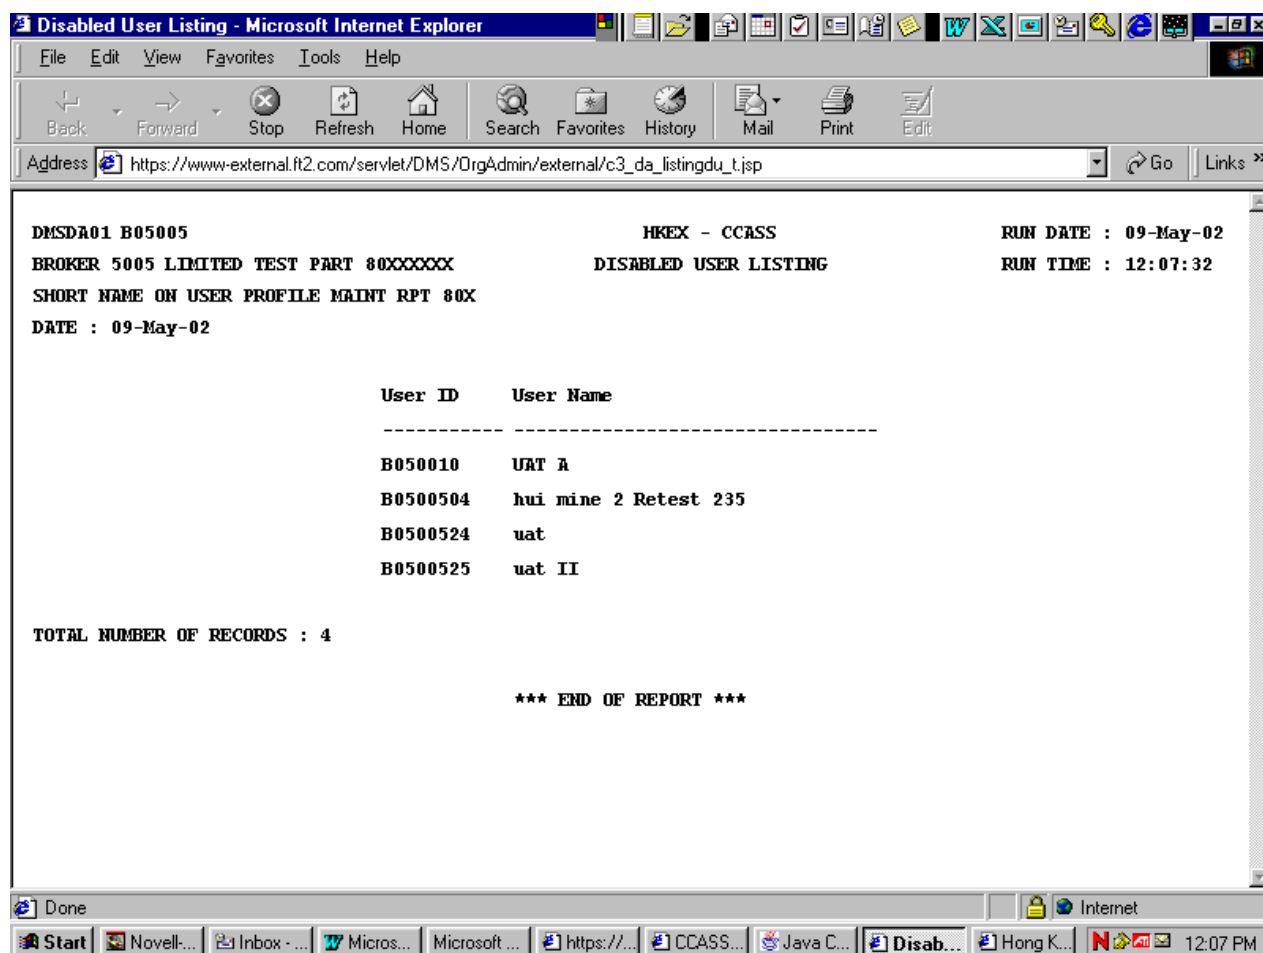 Disabled User Listing - Microsoft Internet Explorer
File Edit View Favorites Tools Help
Back Forward Stop Refresh Home Search Favorites History Mail Print Edit
Address https://www-external.ft2.com/servlet/DMS/OrgAdmin/external/c3_da_listingdu_t.jsp Go Links »
DMSDA01 B05005 HKEX - CCASS RUN DATE : 09-May-02
BROKER 5005 LIMITED TEST PART 80XXXXXX DISABLED USER LISTING RUN TIME : 12:07:32
SHORT NAME ON USER PROFILE MAINT RPT 80X
DATE : 09-May-02
User ID User Name
----------- ---------------------------------
B050010 UAT A
B0500504 hui mine 2 Retest 235
B0500524 uat
B0500525 uat II
TOTAL NUMBER OF RECORDS : 4
*** END OF REPORT ***
Done Internet
Start Novell-... Inbox - ... Micros... Microsoft ... https://... CCASS... Java C... Disab... Hong K... 12:07 PM